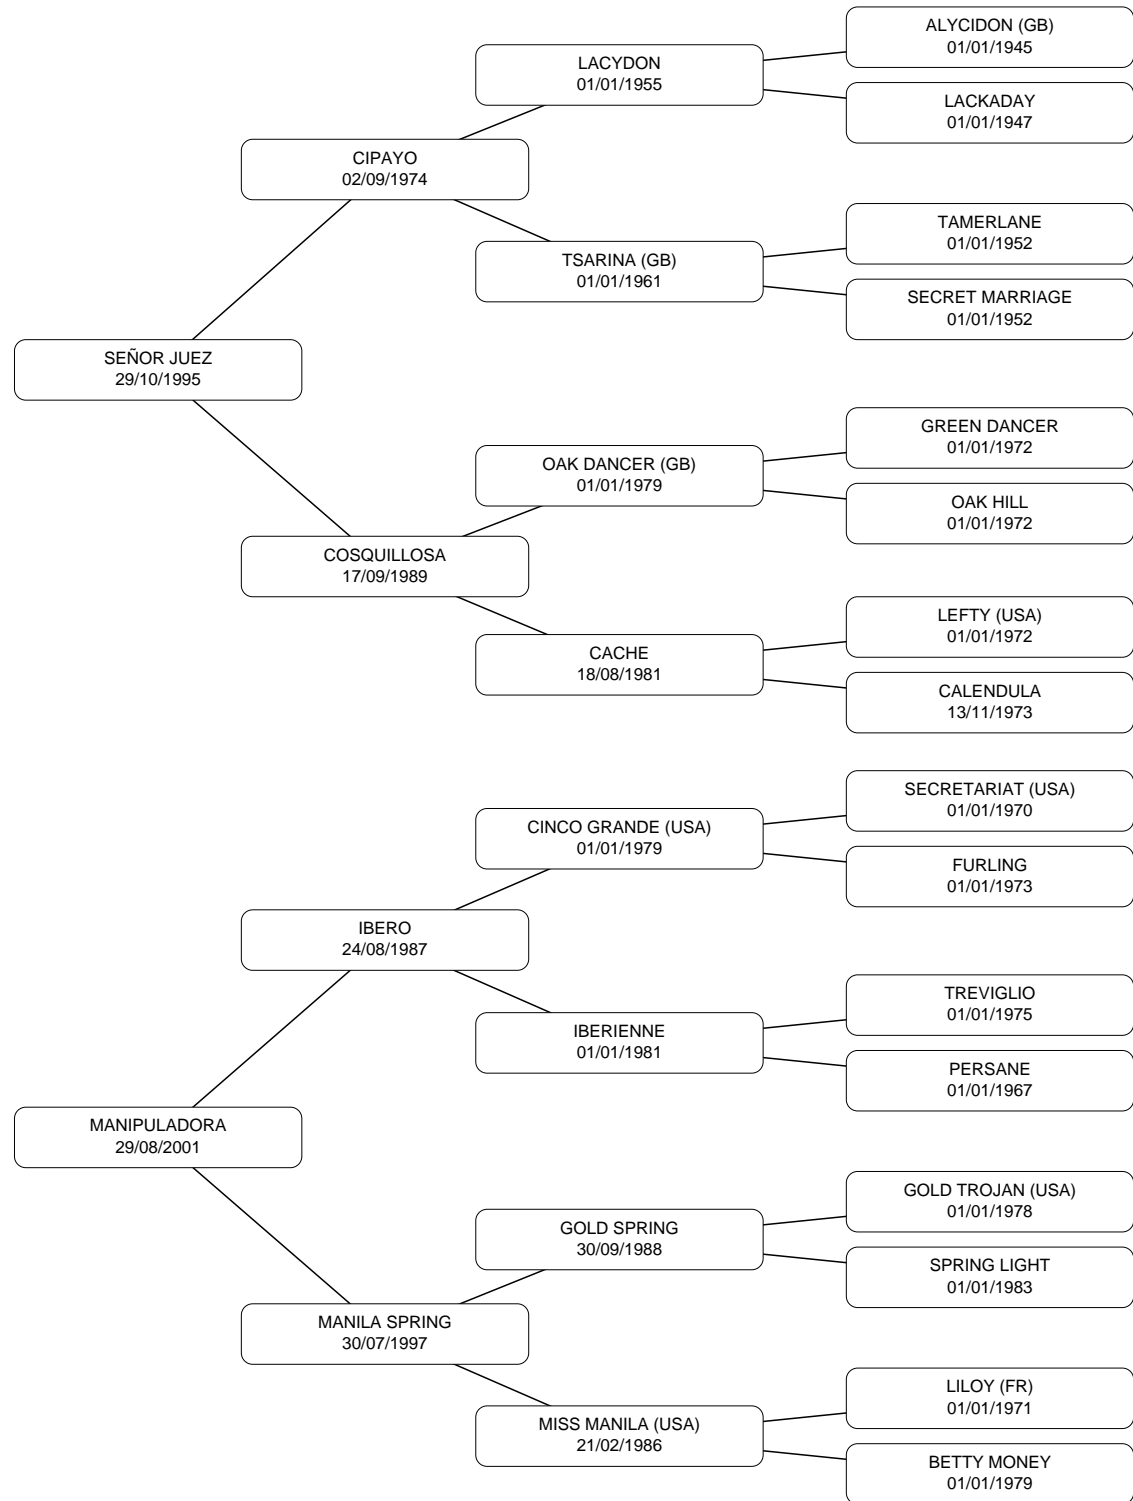 ALYCIDON (GB)
01/01/1945
LACYDON
01/01/1955
LACKADAY
01/01/1947
CIPAYO
02/09/1974
TAMERLANE
01/01/1952
TSARINA (GB)
01/01/1961
SECRET MARRIAGE
01/01/1952
SEÑOR JUEZ
29/10/1995
GREEN DANCER
01/01/1972
OAK DANCER (GB)
01/01/1979
OAK HILL
01/01/1972
COSQUILLOSA
17/09/1989
LEFTY (USA)
01/01/1972
CACHE
18/08/1981
CALENDULA
13/11/1973
SECRETARIAT (USA)
01/01/1970
CINCO GRANDE (USA)
01/01/1979
FURLING
01/01/1973
IBERO
24/08/1987
TREVIGLIO
01/01/1975
IBERIENNE
01/01/1981
PERSANE
01/01/1967
MANIPULADORA
29/08/2001
GOLD TROJAN (USA)
01/01/1978
GOLD SPRING
30/09/1988
SPRING LIGHT
01/01/1983
MANILA SPRING
30/07/1997
LILOY (FR)
01/01/1971
MISS MANILA (USA)
21/02/1986
BETTY MONEY
01/01/1979